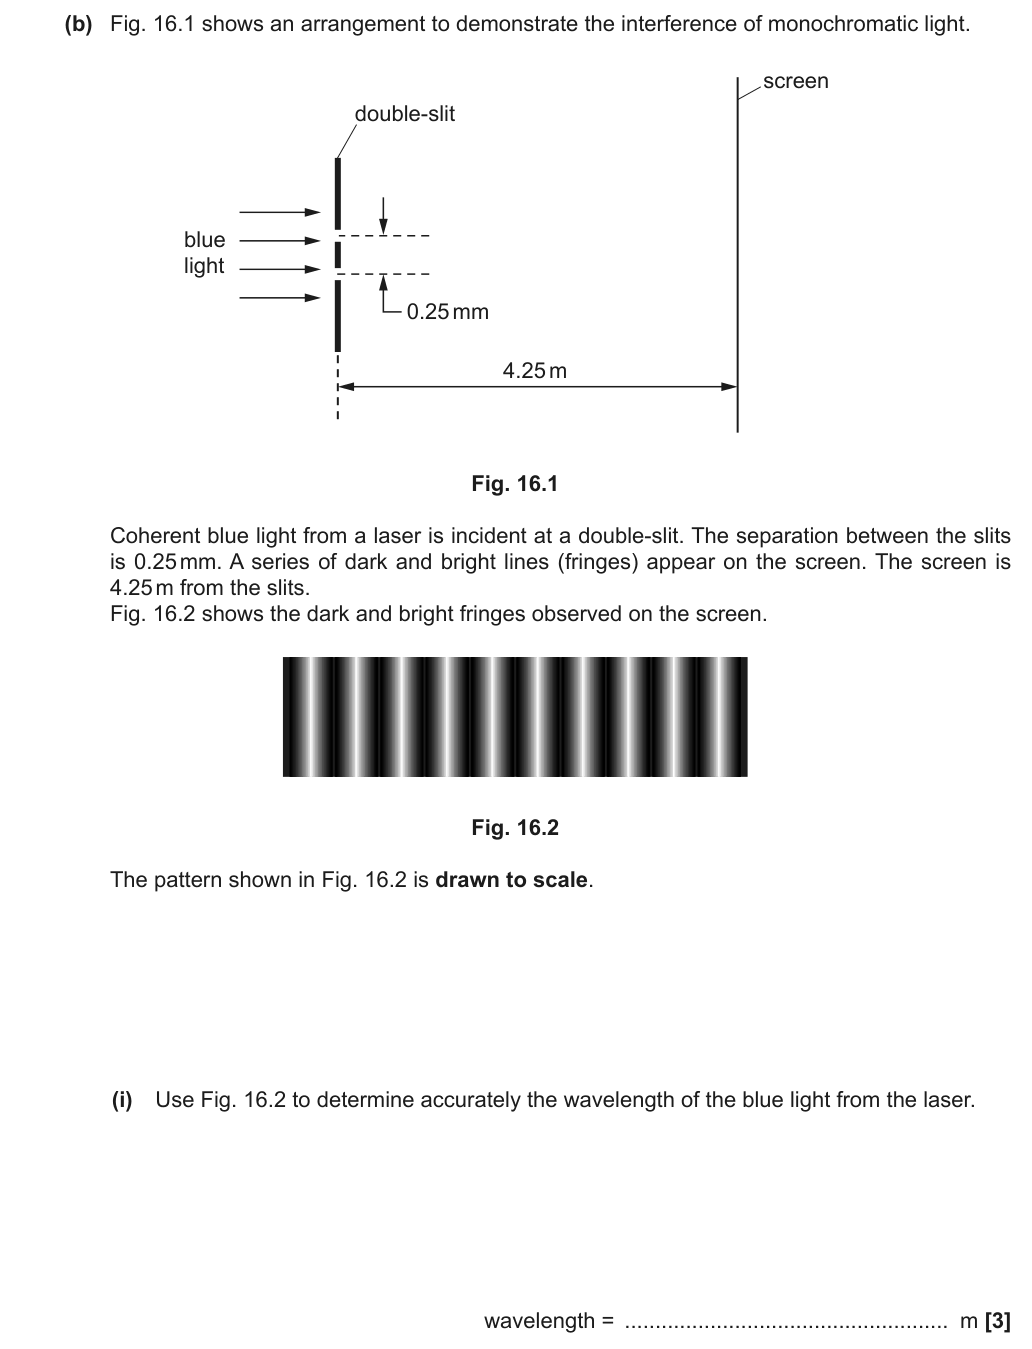 (b) Fig. 16.1 shows an arrangement to demonstrate the interference of monochromatic light.
screen
double-slit
blue
light
0.25 mm
4.25 m
Fig. 16.1
Coherent blue light from a laser is incident at a double-slit. The separation between the slits
is 0.25 mm. A series of dark and bright lines (fringes) appear on the screen. The screen is
4.25 m from the slits.
Fig. 16.2 shows the dark and bright fringes observed on the screen.
Fig. 16.2
The pattern shown in Fig. 16.2 is drawn to scale.
(i) Use Fig. 16.2 to determine accurately the wavelength of the blue light from the laser.
wavelength = ..................................................... m [3]